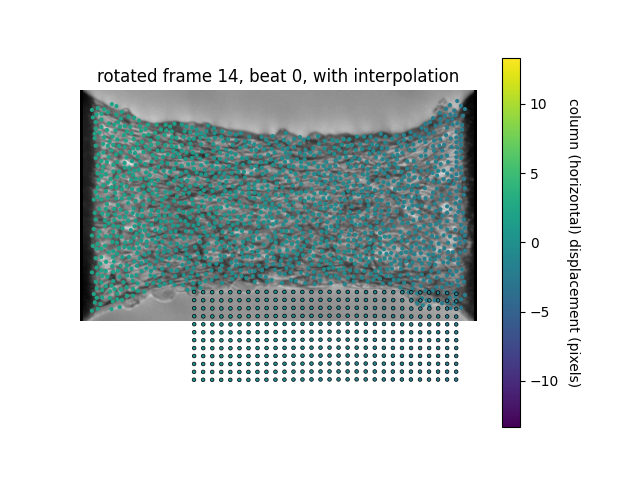 rotated frame 14, beat 0, with interpolation
10
5
0
−5
−10
column (horizontal) displacement (pixels)